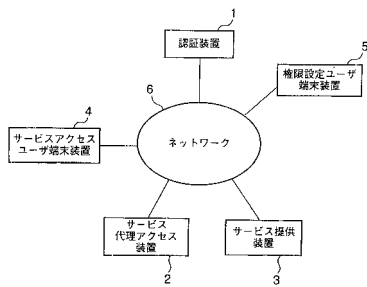 1
認証装置
5
権限設定ユーザ
端末装置
6
4
サービスアクセス
ユーザ端末装置
ネットワーク
サービス
代理アクセス
装置
2
サービス提供
装置
3